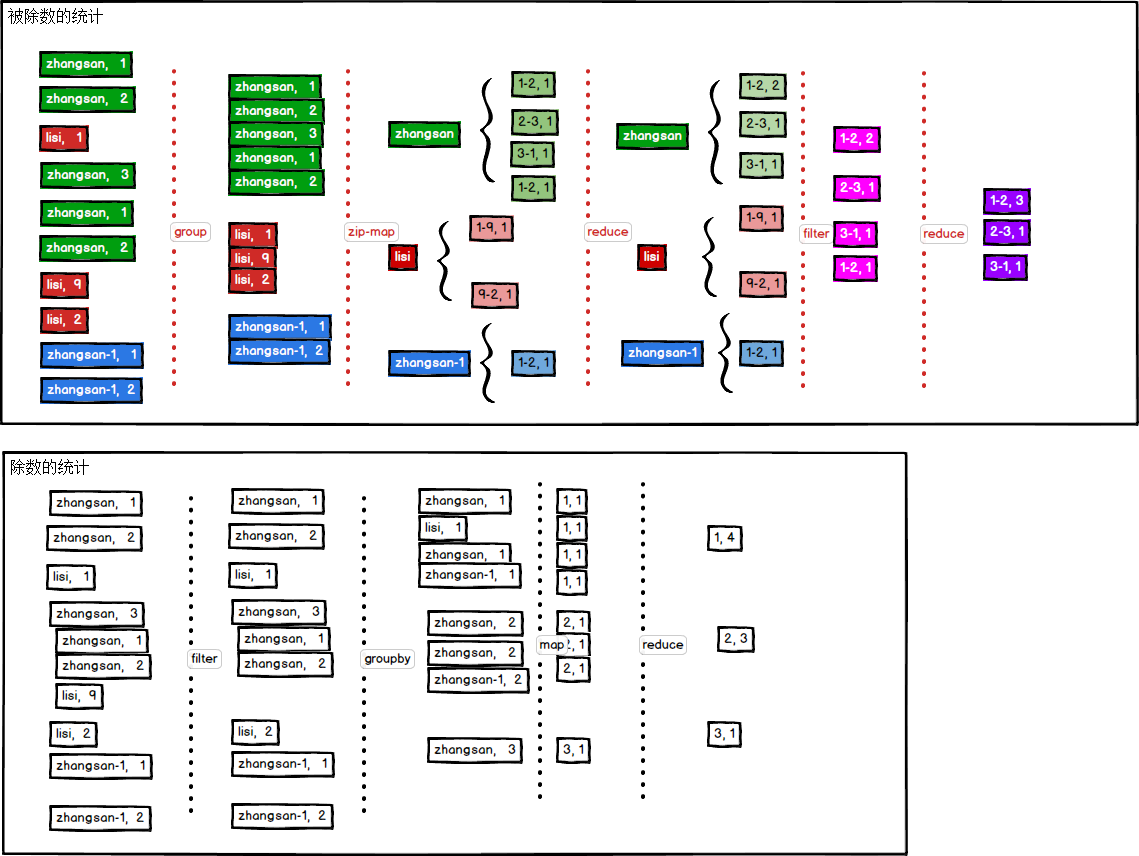 被除数的统计
zhangsan, 1
zhangsan, 2
lisi, 1
zhangsan, 3
zhangsan, 1
zhangsan, 2
lisi, 9
lisi, 2
zhangsan-1, 1
zhangsan-1, 2
group
zhangsan, 1
zhangsan, 2
zhangsan, 3
zhangsan, 1
zhangsan, 2
lisi, 1
lisi, 9
lisi, 2
zhangsan-1, 1
zhangsan-1, 2
zip-map
zhangsan
1-2, 1
2-3, 1
3-1, 1
1-2, 1
lisi
1-9, 1
9-2, 1
zhangsan-1
1-2, 1
reduce
zhangsan
1-2, 2
2-3, 1
3-1, 1
lisi
1-9, 1
9-2, 1
zhangsan-1
1-2, 1
filter
1-2, 2
2-3, 1
3-1, 1
1-2, 1
reduce
1-2, 3
2-3, 1
3-1, 1
除数的统计
zhangsan, 1
zhangsan, 2
lisi, 1
zhangsan, 3
zhangsan, 1
zhangsan, 2
lisi, 9
lisi, 2
zhangsan-1, 1
zhangsan-1, 2
filter
zhangsan, 1
zhangsan, 2
lisi, 1
zhangsan, 3
zhangsan, 1
zhangsan, 2
lisi, 2
zhangsan-1, 1
zhangsan-1, 2
groupby
zhangsan, 1
lisi, 1
zhangsan, 1
zhangsan-1, 1
zhangsan, 2
zhangsan, 2
zhangsan-1, 2
zhangsan, 3
map
1, 1
1, 1
1, 1
1, 1
2, 1
2, 1
2, 1
3, 1
reduce
1, 4
2, 3
3, 1